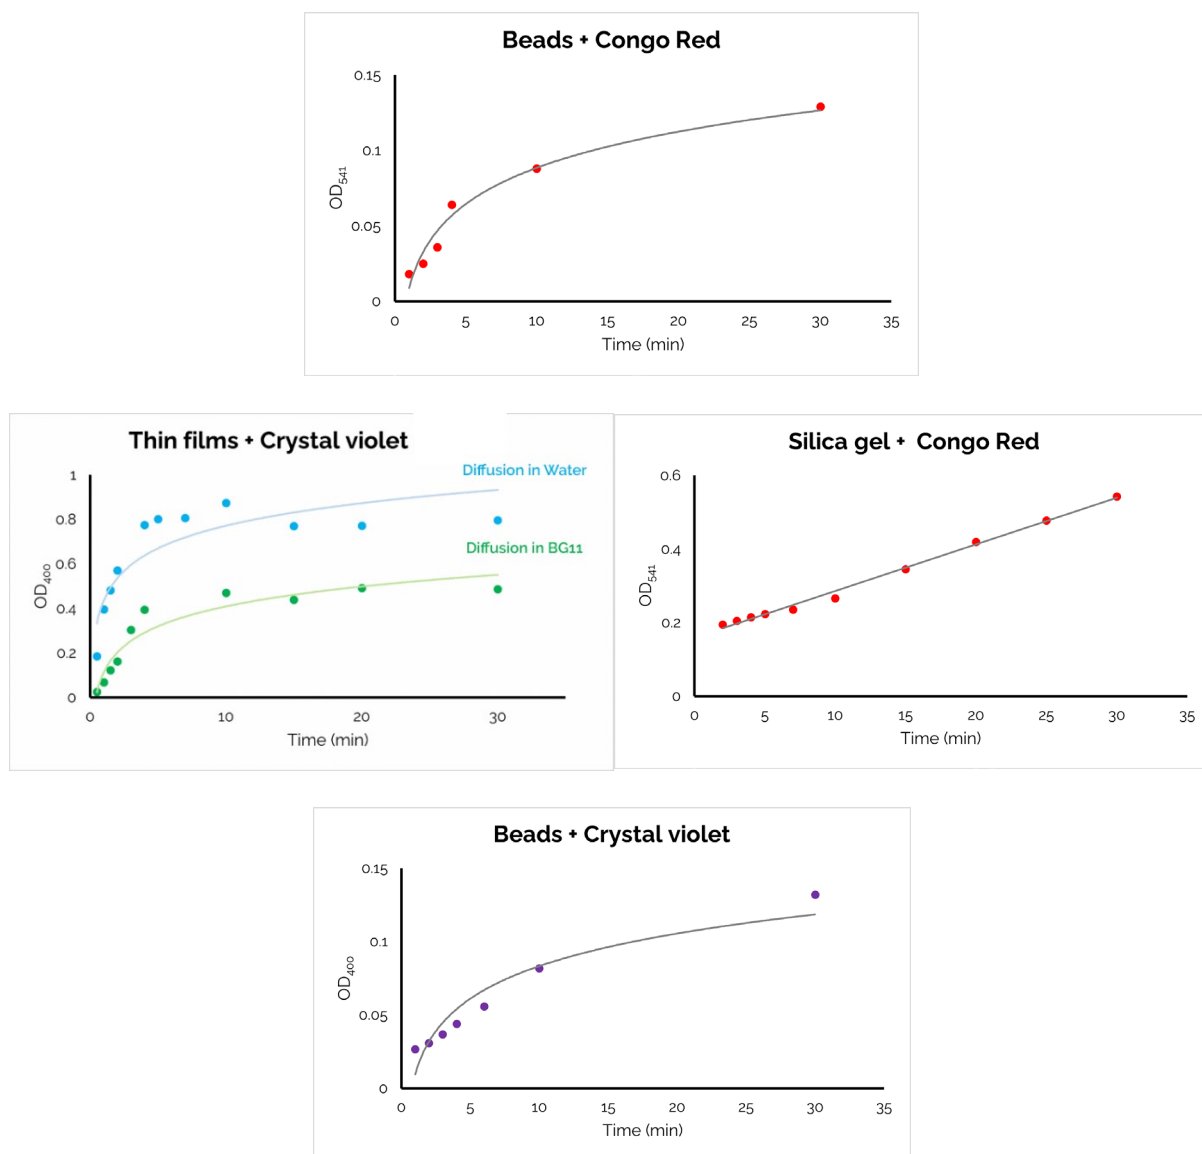 Beads + Congo Red
0.15
0.1
0.05
0
OD541
0 5 10 15 20 25 30 35
Time (min)
Thin films + Crystal violet
Diffusion in Water
Diffusion in BG11
1
0.8
0.6
0.4
0.2
0
OD400
0 10 20 30
Time (min)
Silica gel + Congo Red
0.6
0.4
0.2
0
OD541
0 5 10 15 20 25 30 35
Time (min)
Beads + Crystal violet
0.15
0.1
0.05
0
OD400
0 5 10 15 20 25 30 35
Time (min)